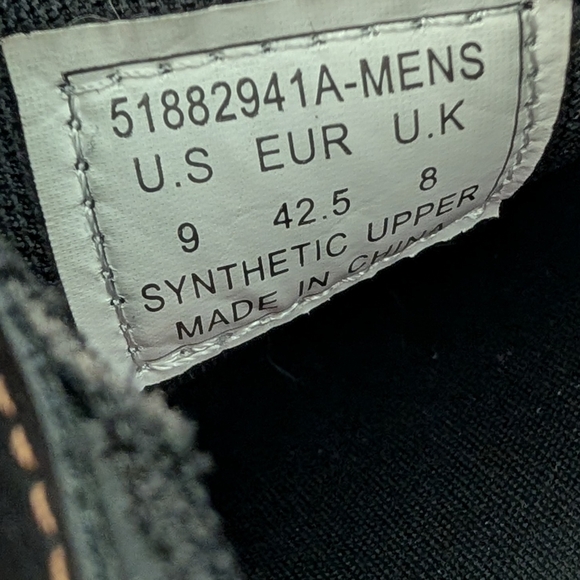 51882941A-MENS
U.S EUR U.K
9 42.5 8
SYNTHETIC UPPER
MADE IN CHINA